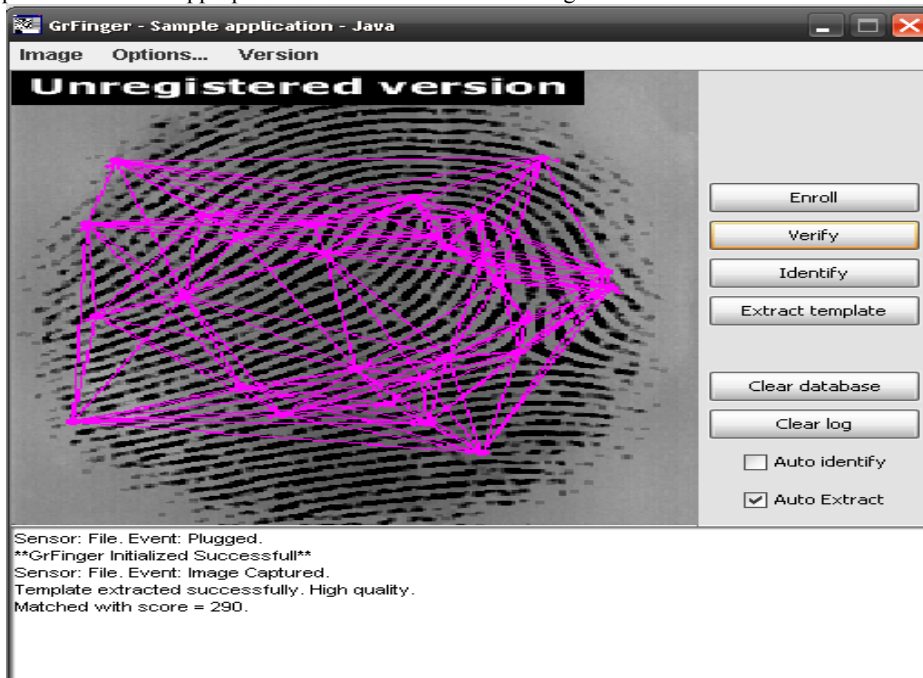 GrFinger - Sample application - Java
Image Options... Version
Unregistered version
Enroll
Verify
Identify
Extract template
Clear database
Clear log
Auto identify
Auto Extract
Sensor: File. Event: Plugged.
**GrFinger Initialized Successfull**
Sensor: File. Event: Image Captured.
Template extracted successfully. High quality.
Matched with score = 290.